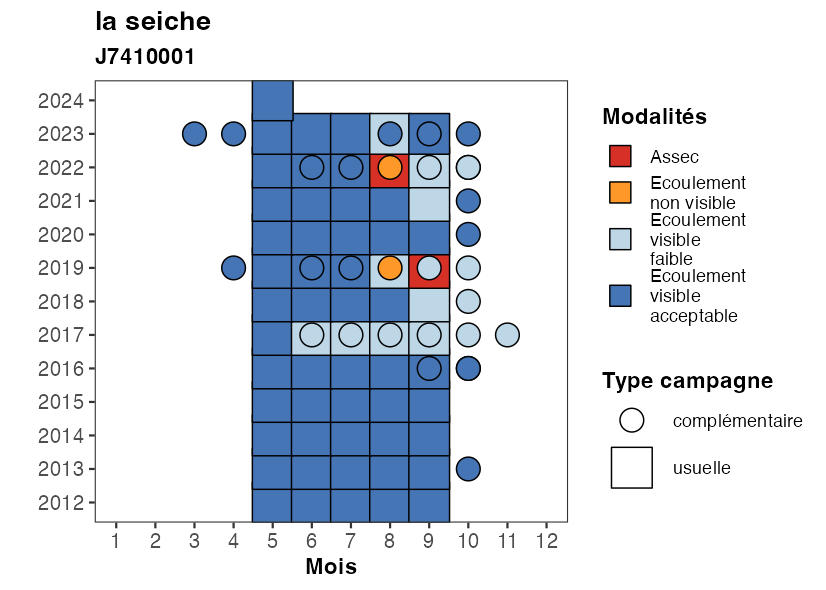 la seiche
J7410001
2024
2023
2022
2021
2020
2019
2018
2017
2016
2015
2014
2013
2012
1 2 3 4 5 6 7 8 9 10 11 12
Mois
Modalités
Assec
Ecoulement
non visible
Ecoulement
visible
faible
Ecoulement
visible
acceptable
Type campagne
complémentaire
usuelle